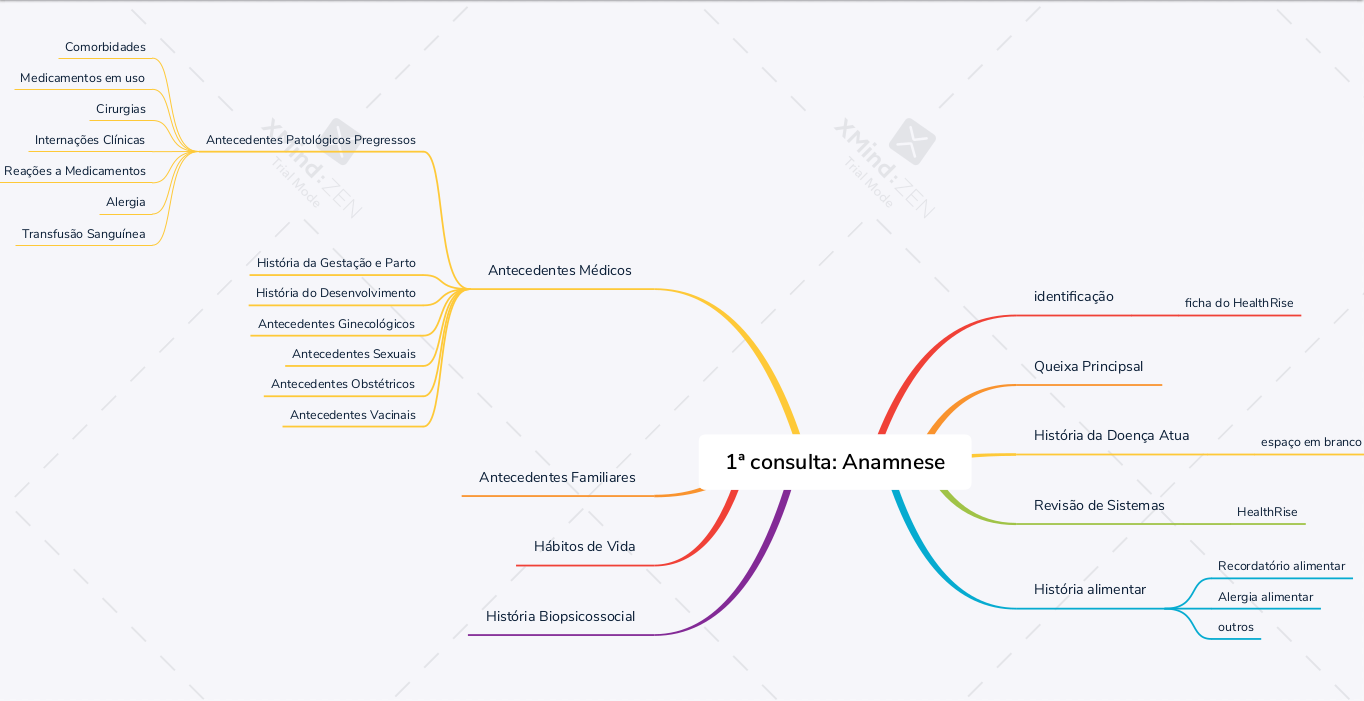 Comorbidades
Medicamentos em uso
Cirurgias
Internações Clínicas
Reações a Medicamentos
Alergia
Transfusão Sanguínea
Antecedentes Patológicos Pregressos
História da Gestação e Parto
História do Desenvolvimento
Antecedentes Ginecológicos
Antecedentes Sexuais
Antecedentes Obstétricos
Antecedentes Vacinais
Antecedentes Médicos
Antecedentes Familiares
Hábitos de Vida
História Biopsicossocial
1ª consulta: Anamnese
identificação
ficha do HealthRise
Queixa Principsal
História da Doença Atua
espaço em branco
Revisão de Sistemas
HealthRise
História alimentar
Recordatório alimentar
Alergia alimentar
outros
XMind:ZEN
Trial Mode
XMind:ZEN
Trial Mode